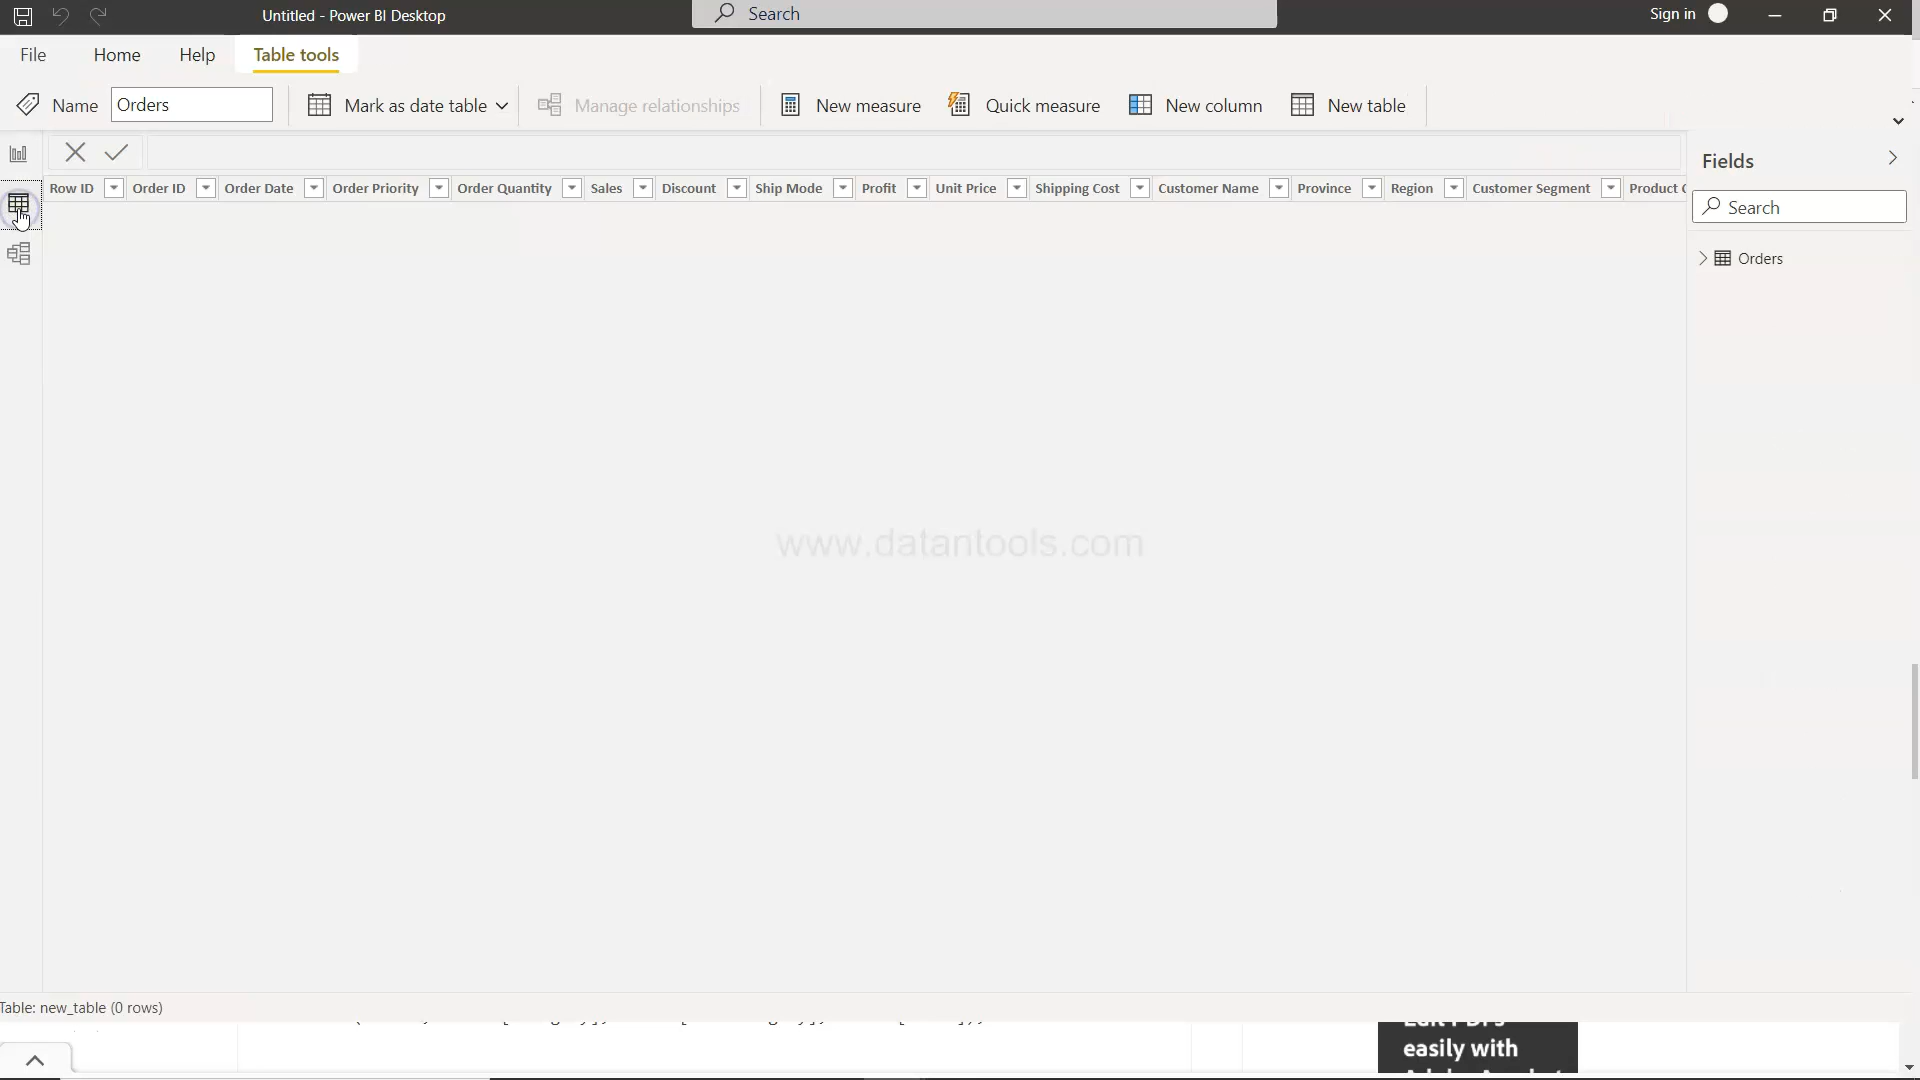 Untitled - Power BI Desktop
Search
Sign in
File Home Help Table tools
Name Orders Mark as date table Manage relationships New measure Quick measure New column New table
Fields
Row ID Order ID Order Date Order Priority Order Quantity Sales Discount Ship Mode Profit Unit Price Shipping Cost Customer Name Province Region Customer Segment Product
Search
Orders
www.datantools.com
Table: new_table (0 rows)
easily with